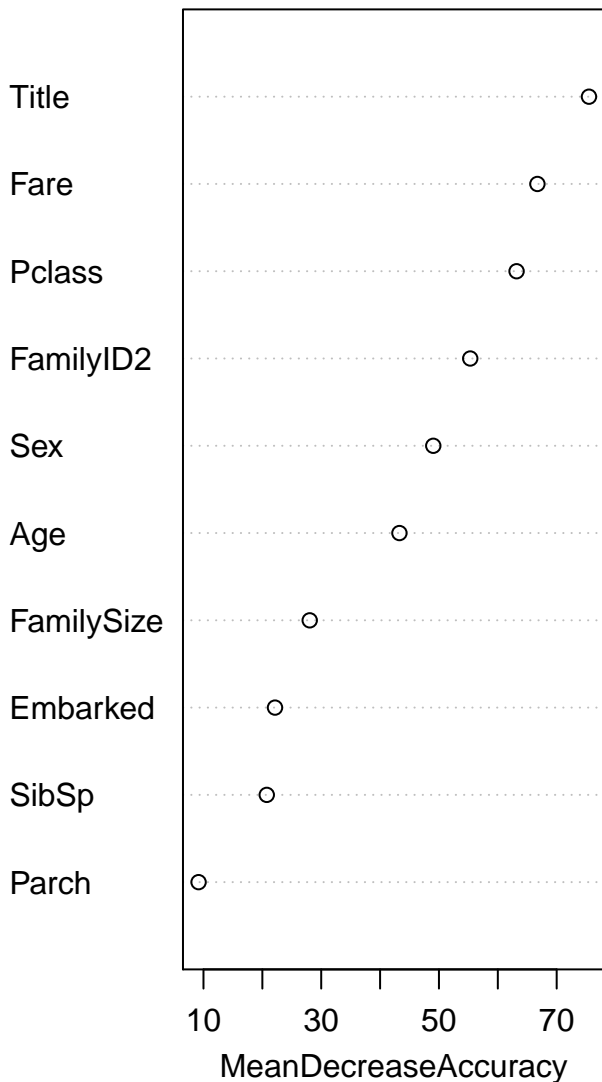 Title
Fare
Pclass
FamilyID2
Sex
Age
FamilySize
Embarked
SibSp
Parch
10 30 50 70
MeanDecreaseAccuracy